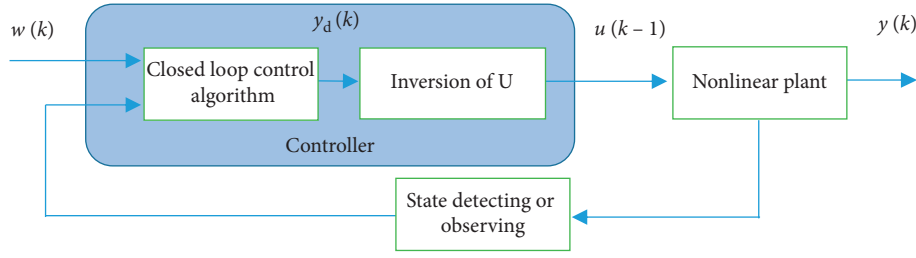 w (k)
y_d (k)
u (k – 1)
y (k)
Closed loop control
algorithm
Inversion of U
Nonlinear plant
Controller
State detecting or
observing